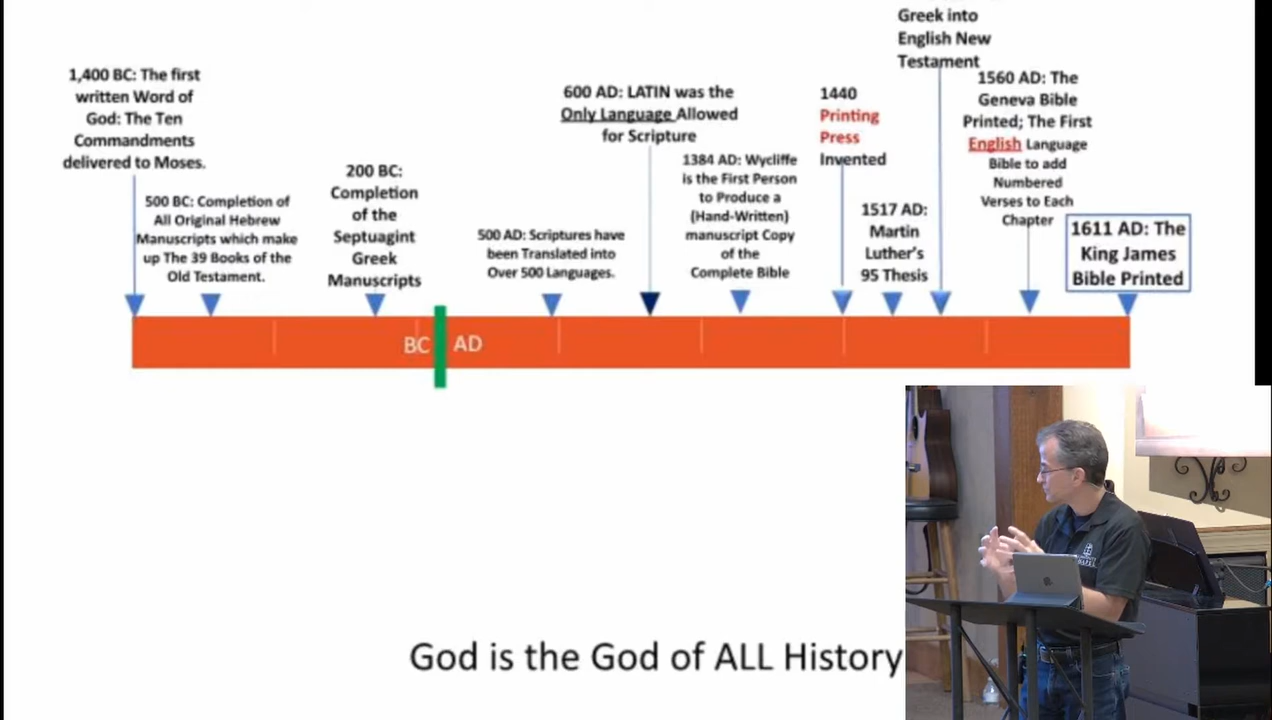 1,400 BC: The first
written Word of
God: The Ten
Commandments
delivered to Moses.
500 BC: Completion of
All Original Hebrew
Manuscripts which make
up The 39 Books of the
Old Testament.
200 BC:
Completion
of the
Septuagint
Greek
Manuscripts
500 AD: Scriptures have
been Translated into
Over 500 Languages.
600 AD: LATIN was the
Only Language Allowed
for Scripture
1384 AD: Wycliffe
is the First Person
to Produce a
(Hand-Written)
manuscript Copy
of the
Complete Bible
1440
Printing
Press
Invented
1517 AD:
Martin
Luther's
95 Thesis
Greek into
English New
Testament
1560 AD: The
Geneva Bible
Printed; The First
English Language
Bible to add
Numbered
Verses to Each
Chapter
1611 AD: The
King James
Bible Printed
BC AD
God is the God of ALL History